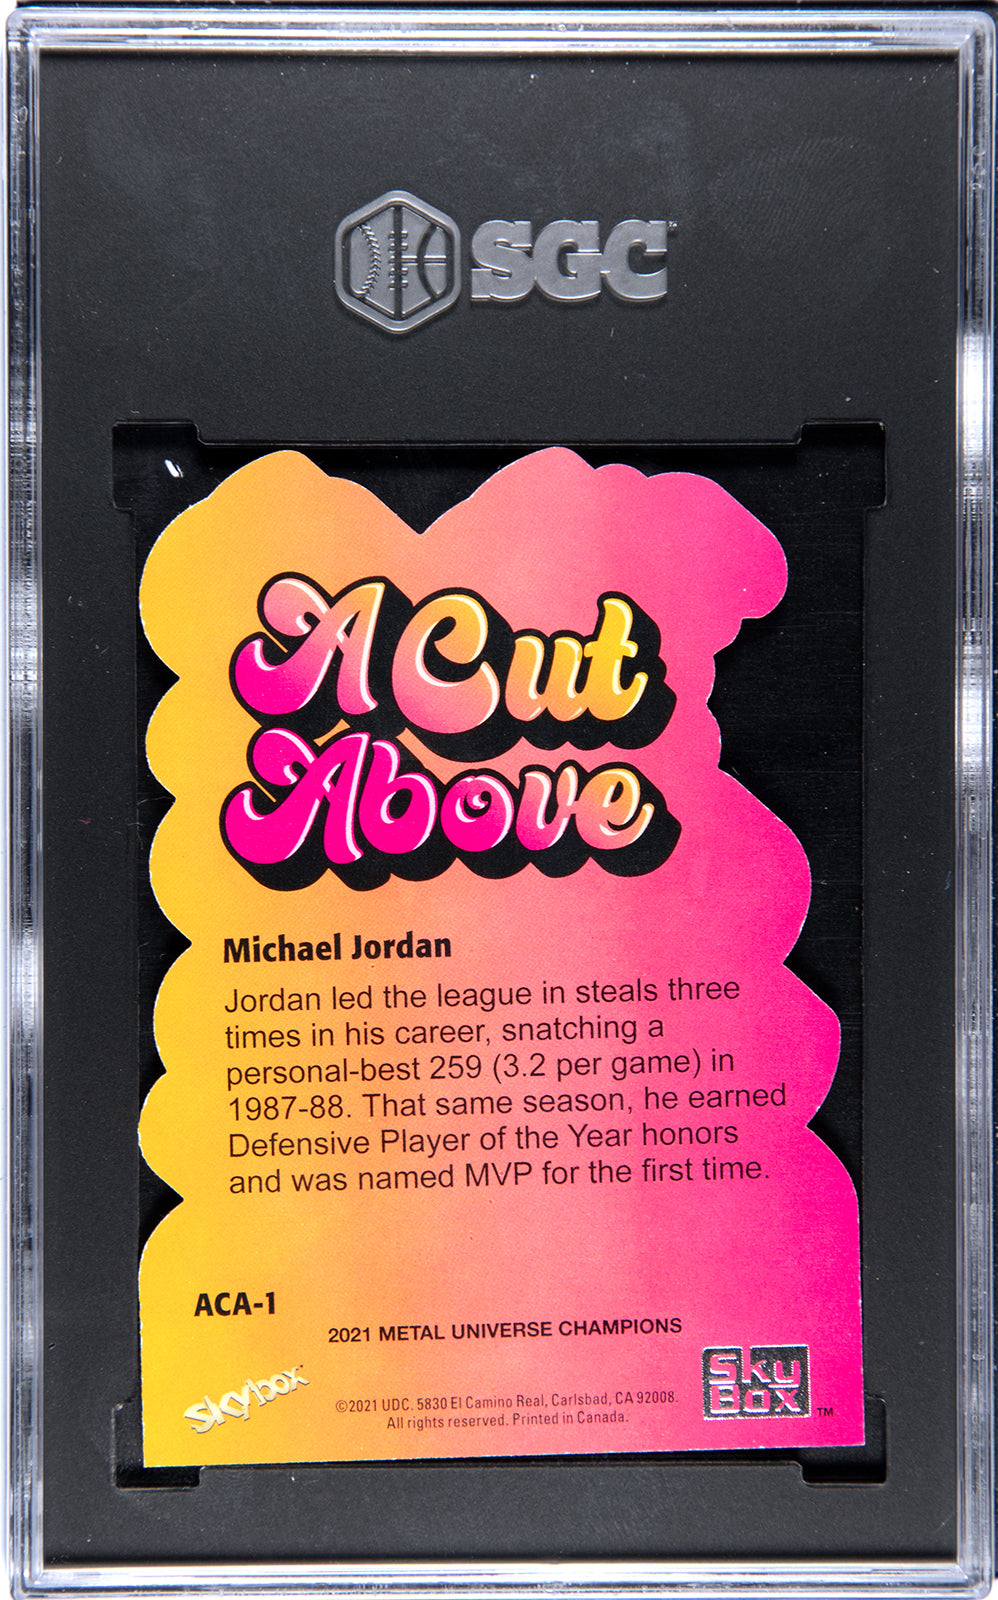 SGC
A Cut
Above
Michael Jordan
Jordan led the league in steals three
times in his career, snatching a
personal-best 259 (3.2 per game) in
1987-88. That same season, he earned
Defensive Player of the Year honors
and was named MVP for the first time.
ACA-1
2021 METAL UNIVERSE CHAMPIONS
skybox
©2021 UDC. 5830 El Camino Real, Carlsbad, CA 92008.
All rights reserved. Printed in Canada.
Sky
Box
TM